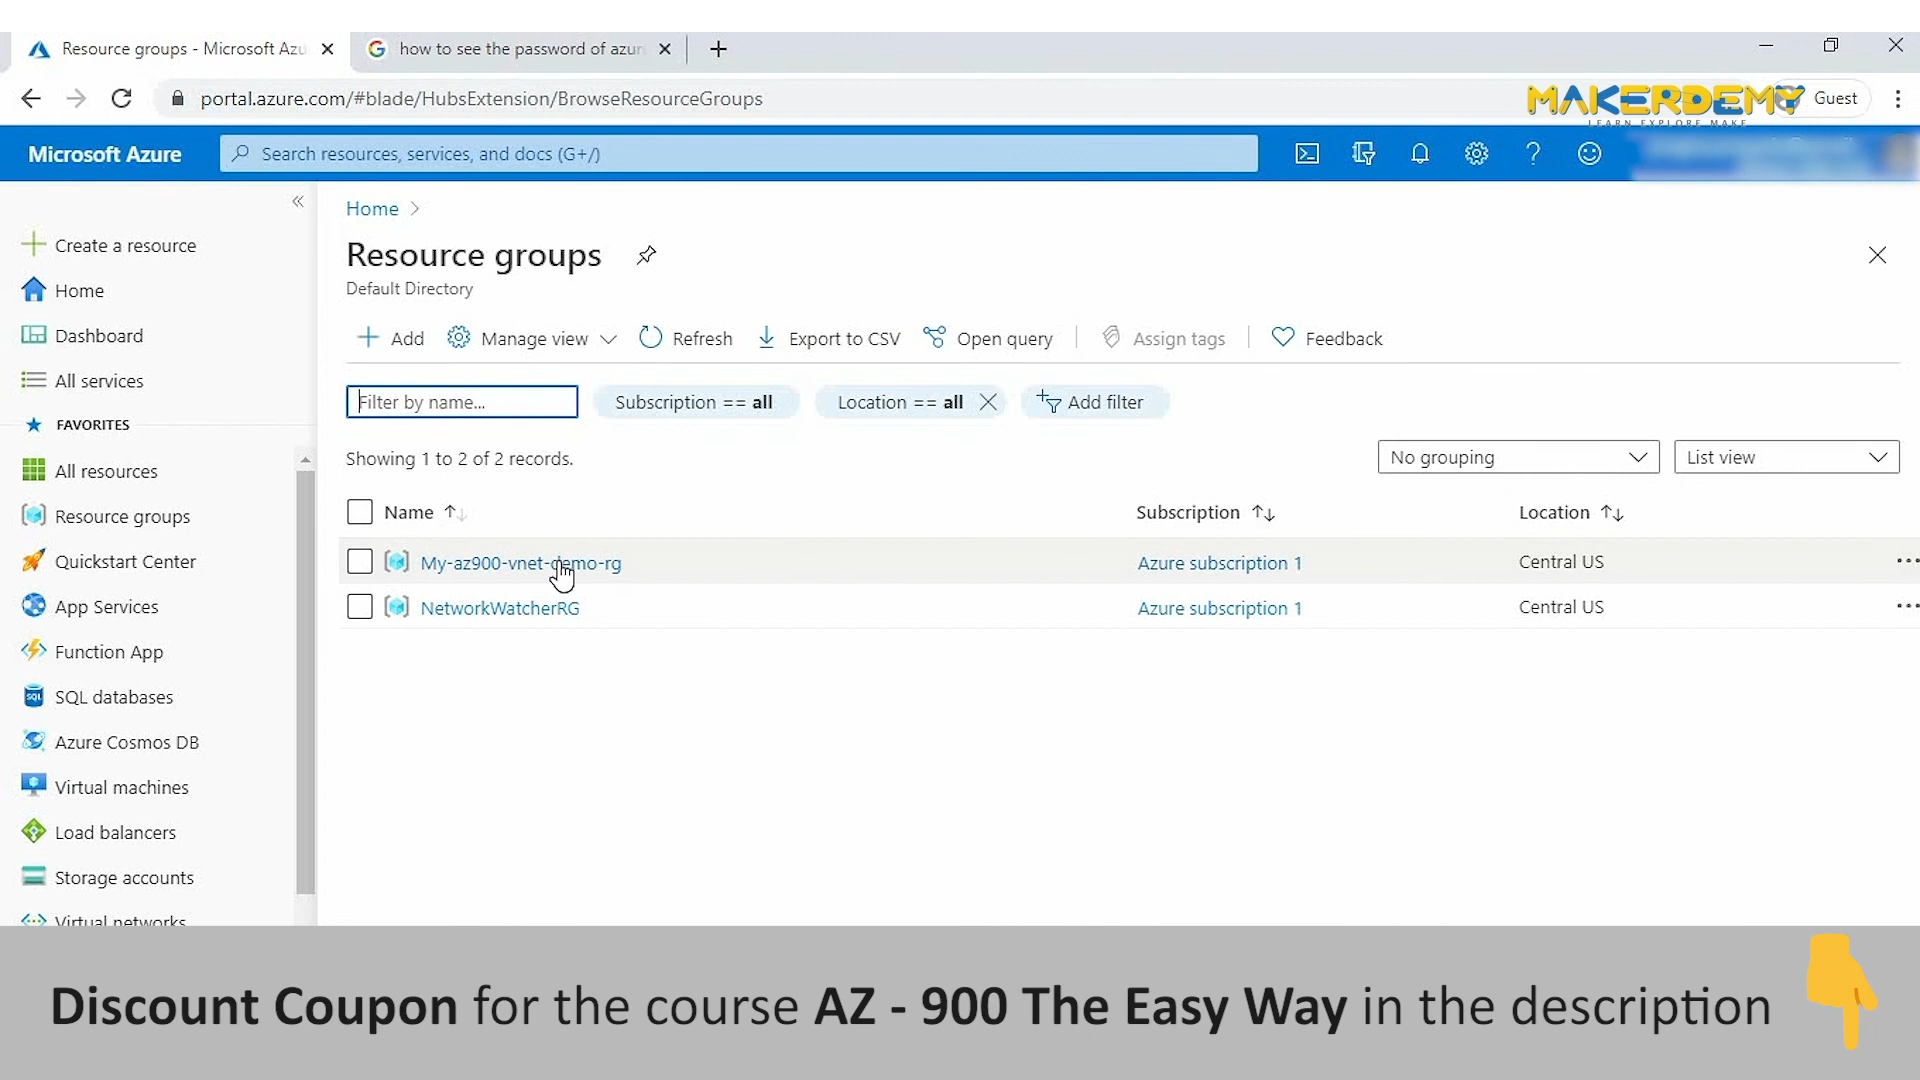 Resource groups - Microsoft Azu
how to see the password of azur
portal.azure.com/#blade/HubsExtension/BrowseResourceGroups
MAKERDEMY
LEARN EXPLORE MAKE
Guest
Microsoft Azure
Search resources, services, and docs (G+/)
Create a resource
Home
Dashboard
All services
FAVORITES
All resources
Resource groups
Quickstart Center
App Services
Function App
SQL databases
Azure Cosmos DB
Virtual machines
Load balancers
Storage accounts
Virtual networks
Home >
Resource groups
Default Directory
Add
Manage view
Refresh
Export to CSV
Open query
Assign tags
Feedback
Filter by name...
Subscription == all
Location == all
Add filter
Showing 1 to 2 of 2 records.
No grouping
List view
Name Subscription Location
My-az900-vnet-demo-rg Azure subscription 1 Central US
NetworkWatcherRG Azure subscription 1 Central US
Discount Coupon for the course AZ - 900 The Easy Way in the description